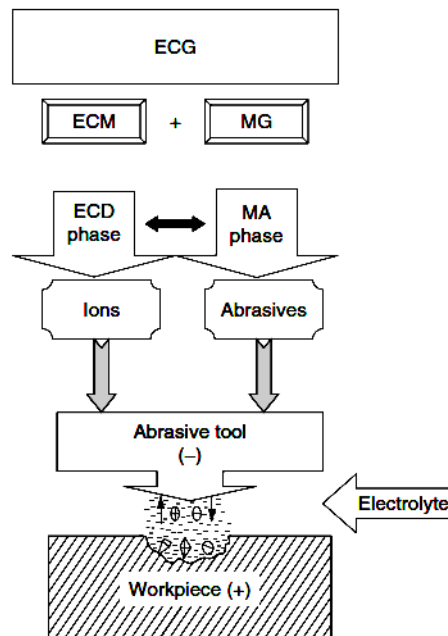 ECG
ECM + MG
ECD MA
phase phase
Ions Abrasives
Abrasive tool
(−)
Electrolyte
Workpiece (+)